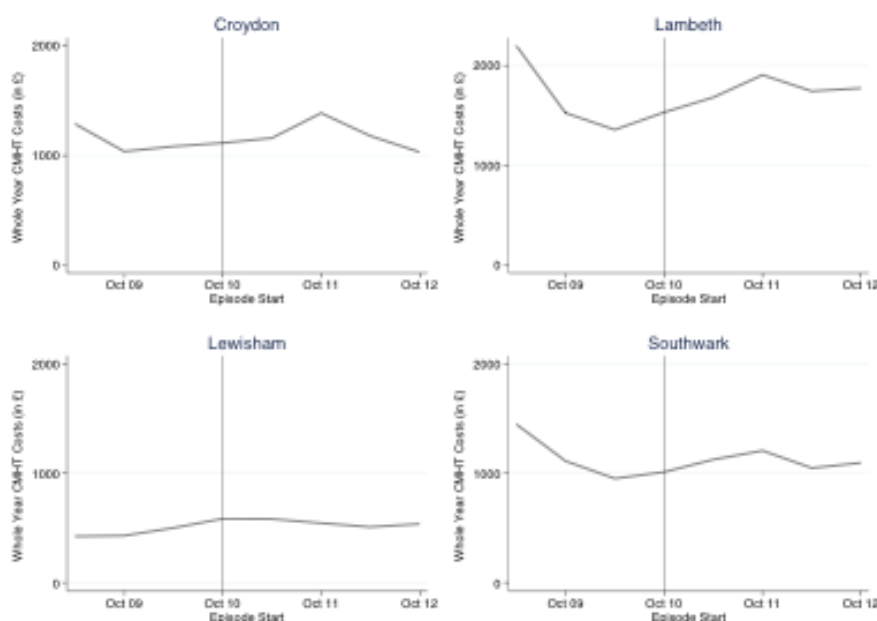 Croydon
Whole Year CMHT Costs (in £)
2000
1000
0
Oct 09 Oct 10 Oct 11 Oct 12
Episode Start
Lambeth
Whole Year CMHT Costs (in £)
2000
1000
0
Oct 09 Oct 10 Oct 11 Oct 12
Episode Start
Lewisham
Whole Year CMHT Costs (in £)
2000
1000
0
Oct 09 Oct 10 Oct 11 Oct 12
Episode Start
Southwark
Whole Year CMHT Costs (in £)
2000
1000
0
Oct 09 Oct 10 Oct 11 Oct 12
Episode Start